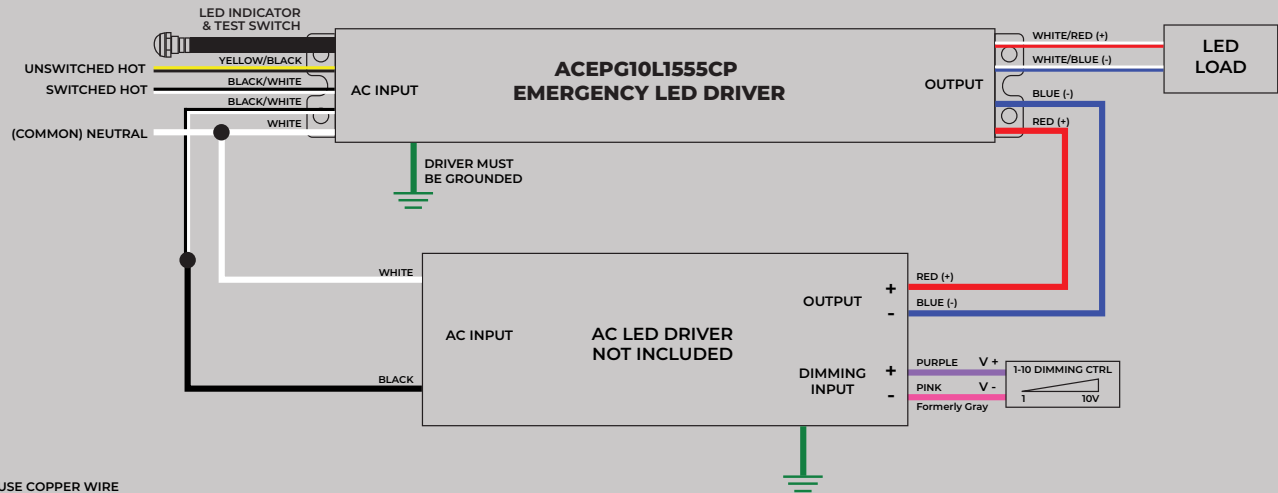 LED INDICATOR
& TEST SWITCH
YELLOW/BLACK
UNSWITCHED HOT
BLACK/WHITE
SWITCHED HOT
BLACK/WHITE
WHITE
(COMMON) NEUTRAL
AC INPUT
ACEPG10L1555CP
EMERGENCY LED DRIVER
OUTPUT
WHITE/RED (+)
WHITE/BLUE (-)
BLUE (-)
RED (+)
LED
LOAD
DRIVER MUST
BE GROUNDED
WHITE
BLACK
AC INPUT
AC LED DRIVER
NOT INCLUDED
OUTPUT
+
-
RED (+)
BLUE (-)
DIMMING
INPUT
+
-
PURPLE V +
PINK V -
Formerly Gray
1-10 DIMMING CTRL
1 10V
USE COPPER WIRE